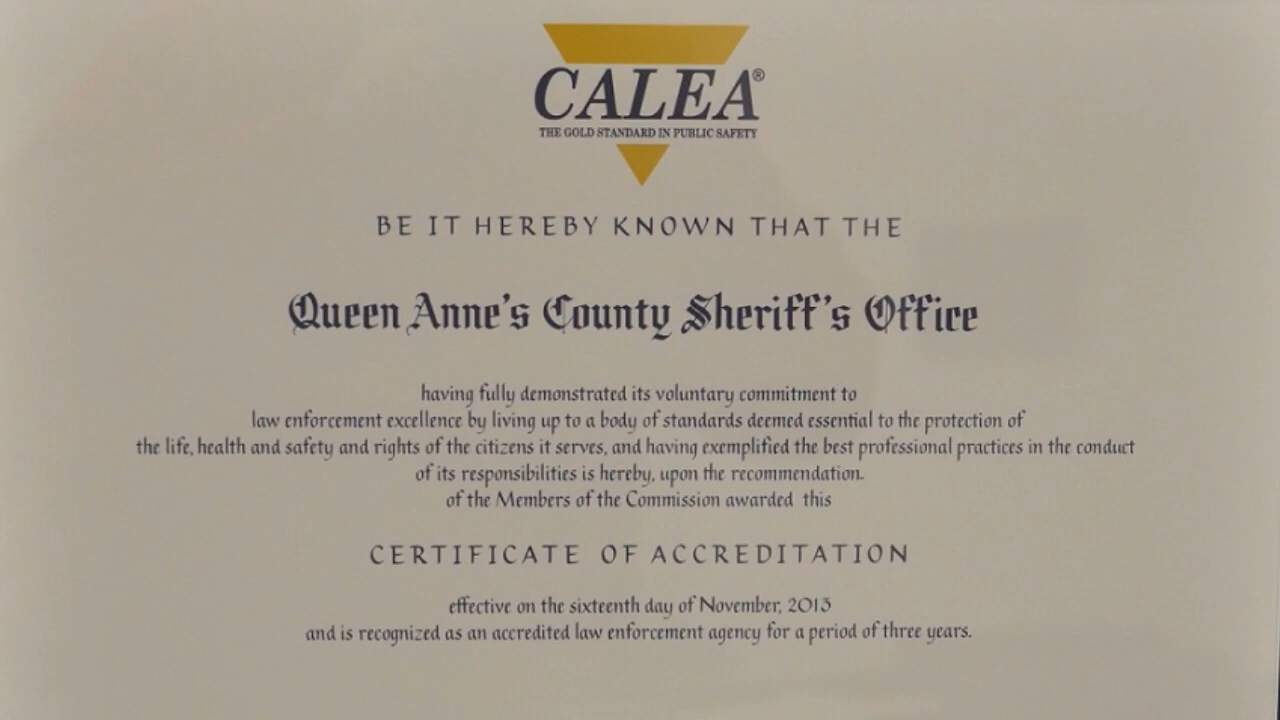 CALEA®
THE GOLD STANDARD IN PUBLIC SAFETY
BE IT HEREBY KNOWN THAT THE
Queen Anne's County Sheriff's Office
having fully demonstrated its voluntary commitment to
law enforcement excellence by living up to a body of standards deemed essential to the protection of
the life, health and safety and rights of the citizens it serves, and having exemplified the best professional practices in the conduct
of its responsibilities is hereby, upon the recommendation.
of the Members of the Commission awarded this
CERTIFICATE OF ACCREDITATION
effective on the sixteenth day of November, 2013
and is recognized as an accredited law enforcement agency for a period of three years.